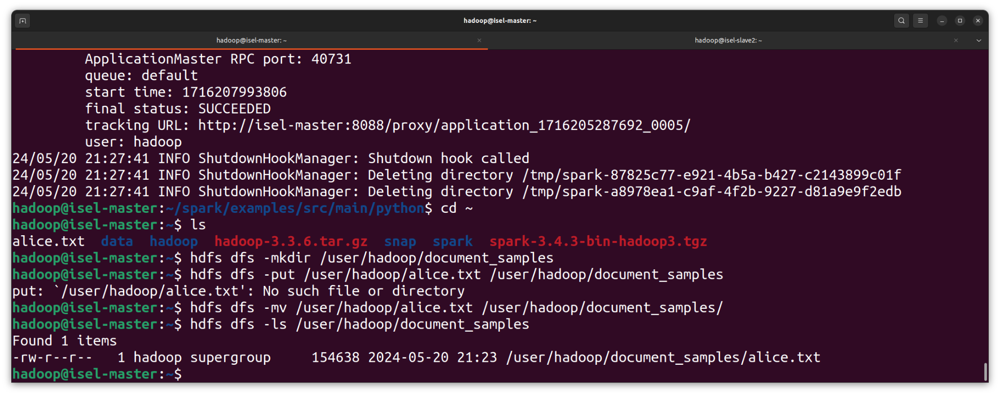 hadoop@isel-master: ~
hadoop@isel-master: ~
hadoop@isel-slave2: ~
ApplicationMaster RPC port: 40731
queue: default
start time: 1716207993806
final status: SUCCEEDED
tracking URL: http://isel-master:8088/proxy/application_1716205287692_0005/
user: hadoop
24/05/20 21:27:41 INFO ShutdownHookManager: Shutdown hook called
24/05/20 21:27:41 INFO ShutdownHookManager: Deleting directory /tmp/spark-87825c77-e921-4b5a-b427-c2143899c01f
24/05/20 21:27:41 INFO ShutdownHookManager: Deleting directory /tmp/spark-a8978ea1-c9af-4f2b-9227-d81a9e9f2edb
hadoop@isel-master:~/spark/examples/src/main/python$ cd ~
hadoop@isel-master:~$ ls
alice.txt  data  hadoop  hadoop-3.3.6.tar.gz  snap  spark  spark-3.4.3-bin-hadoop3.tgz
hadoop@isel-master:~$ hdfs dfs -mkdir /user/hadoop/document_samples
hadoop@isel-master:~$ hdfs dfs -put /user/hadoop/alice.txt /user/hadoop/document_samples
put: `/user/hadoop/alice.txt': No such file or directory
hadoop@isel-master:~$ hdfs dfs -mv /user/hadoop/alice.txt /user/hadoop/document_samples/
hadoop@isel-master:~$ hdfs dfs -ls /user/hadoop/document_samples
Found 1 items
-rw-r--r--   1 hadoop supergroup     154638 2024-05-20 21:23 /user/hadoop/document_samples/alice.txt
hadoop@isel-master:~$